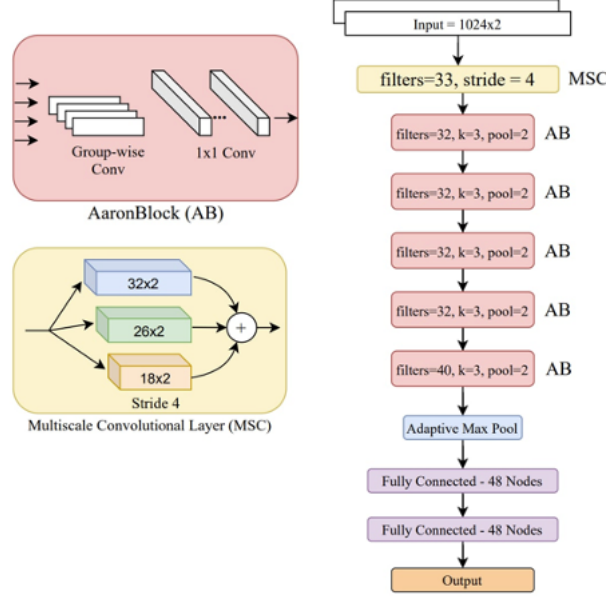 Group-wise
Conv
1x1 Conv
AaronBlock (AB)
32x2
26x2
+
18x2
Stride 4
Multiscale Convolutional Layer (MSC)
Input = 1024x2
filters=33, stride = 4
MSC
filters=32, k=3, pool=2
AB
filters=32, k=3, pool=2
AB
filters=32, k=3, pool=2
AB
filters=32, k=3, pool=2
AB
filters=40, k=3, pool=2
AB
Adaptive Max Pool
Fully Connected - 48 Nodes
Fully Connected - 48 Nodes
Output